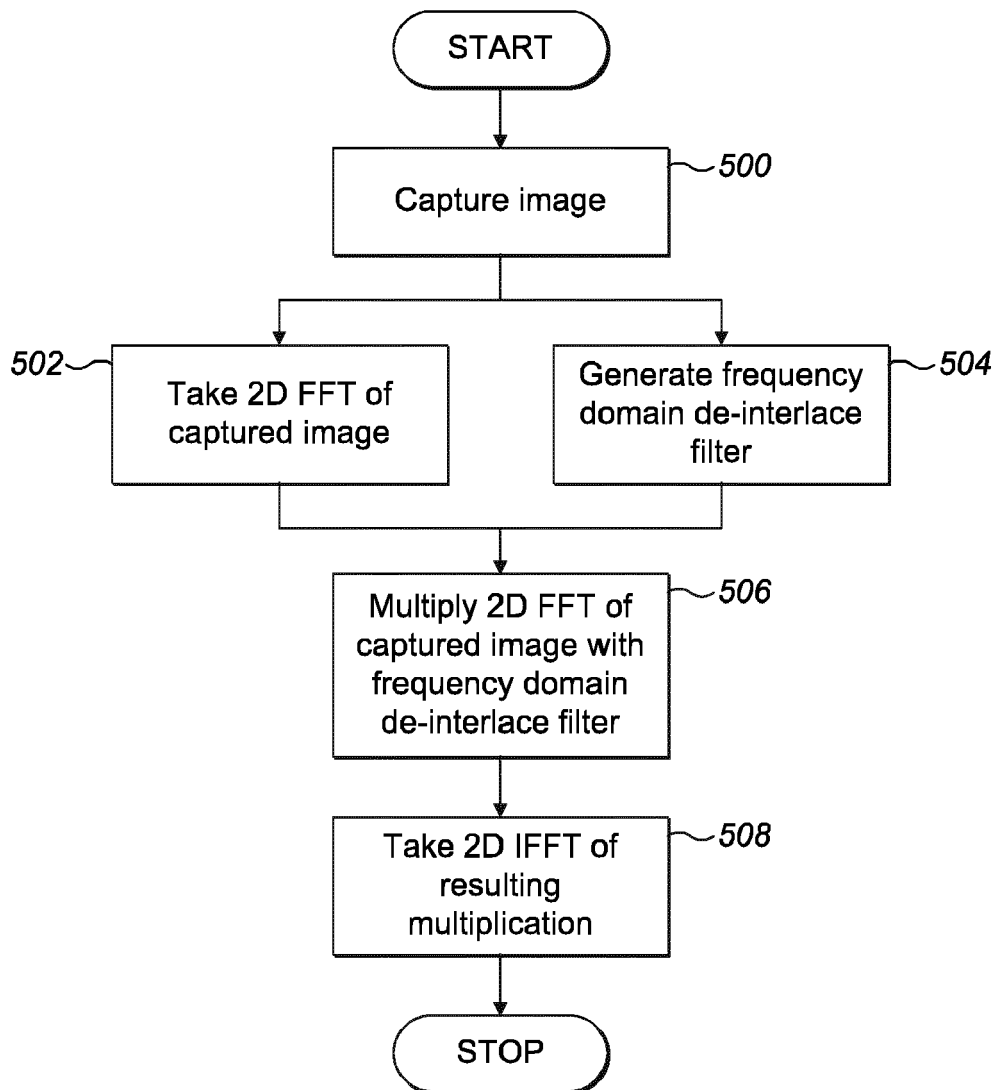 START
500
Capture image
502
Take 2D FFT of
captured image
504
Generate frequency
domain de-interlace
filter
506
Multiply 2D FFT of
captured image with
frequency domain
de-interlace filter
508
Take 2D IFFT of
resulting
multiplication
STOP